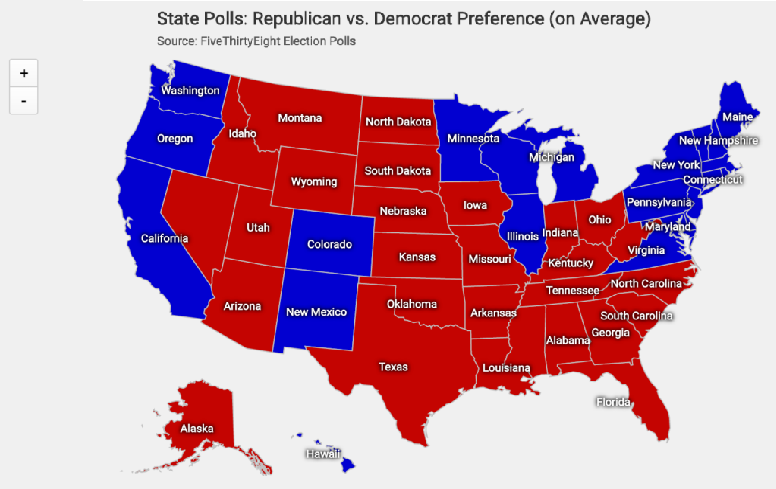 State Polls: Republican vs. Democrat Preference (on Average)
Source: FiveThirtyEight Election Polls
+
-
Washington
Montana
North Dakota
Minnesota
Maine
Oregon
Idaho
New Hampshire
Michigan
South Dakota
New York
Wyoming
Connecticut
Nebraska
Iowa
Pennsylvania
Utah
Ohio
Maryland
California
Colorado
Illinois
Indiana
Virginia
Kansas
Missouri
Kentucky
North Carolina
Tennessee
Arizona
New Mexico
Oklahoma
Arkansas
South Carolina
Georgia
Alabama
Texas
Louisiana
Florida
Alaska
Hawaii